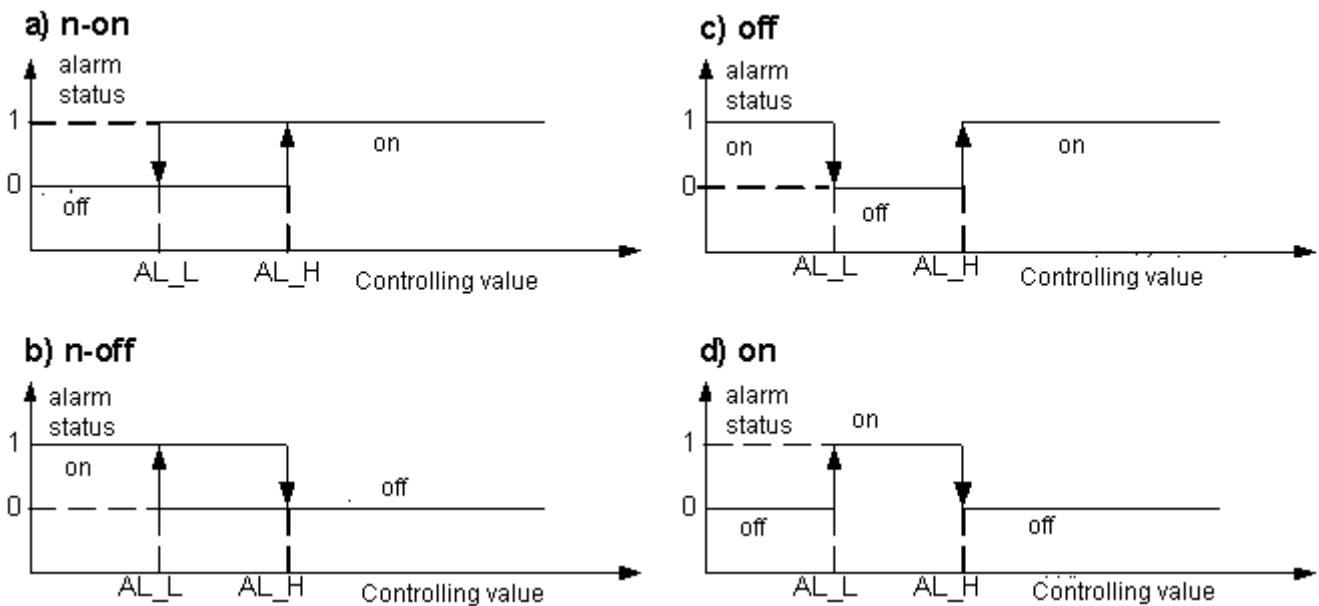 a) n-on
alarm
status
1
on
0
off
AL_L
AL_H
Controlling value
c) off
alarm
status
1
on
on
0
off
AL_L
AL_H
Controlling value
b) n-off
alarm
status
1
on
off
0
AL_L
AL_H
Controlling value
d) on
alarm
status
on
1
0
off
off
AL_L
AL_H
Controlling value